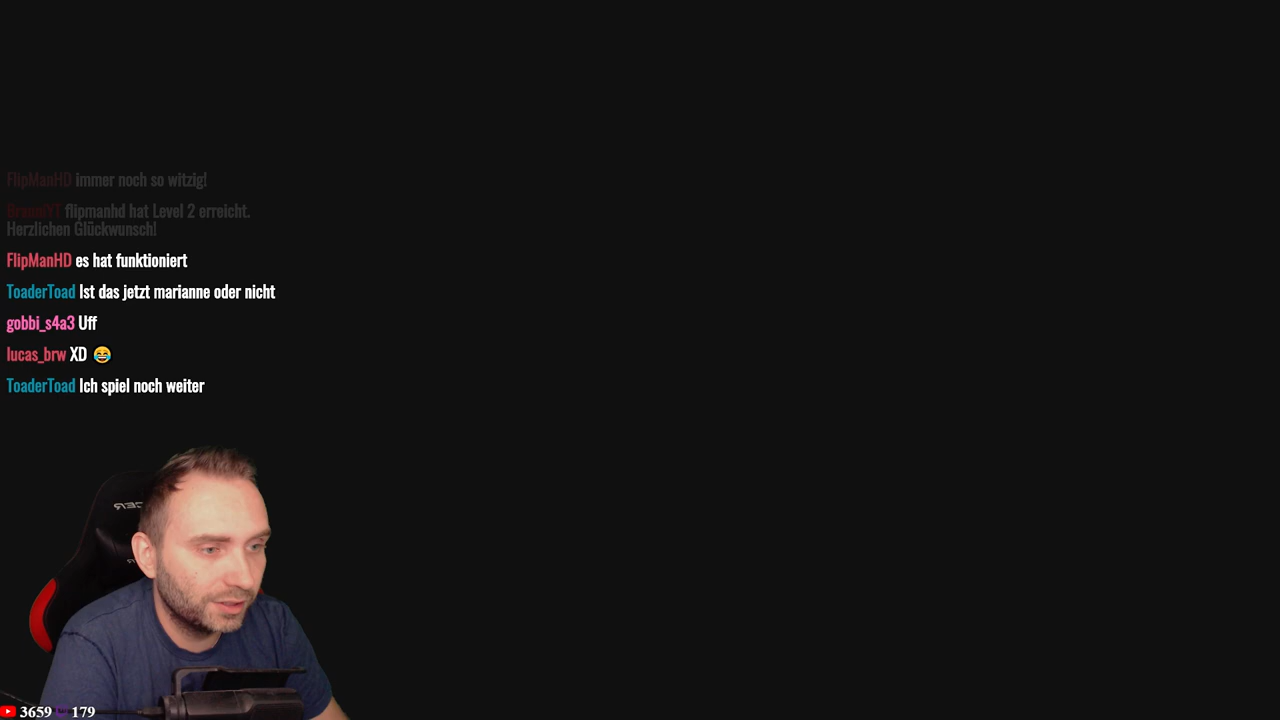 FlipManHD immer noch so witzig!
flipmanhd hat Level 2 erreicht.
Herzlichen Glückwunsch!
FlipManHD es hat funktioniert
ToaderToad Ist das jetzt marianne oder nicht
gobbi_s4a3 Uff
lucas_brw XD 😂
ToaderToad Ich spiel noch weiter
3659 179